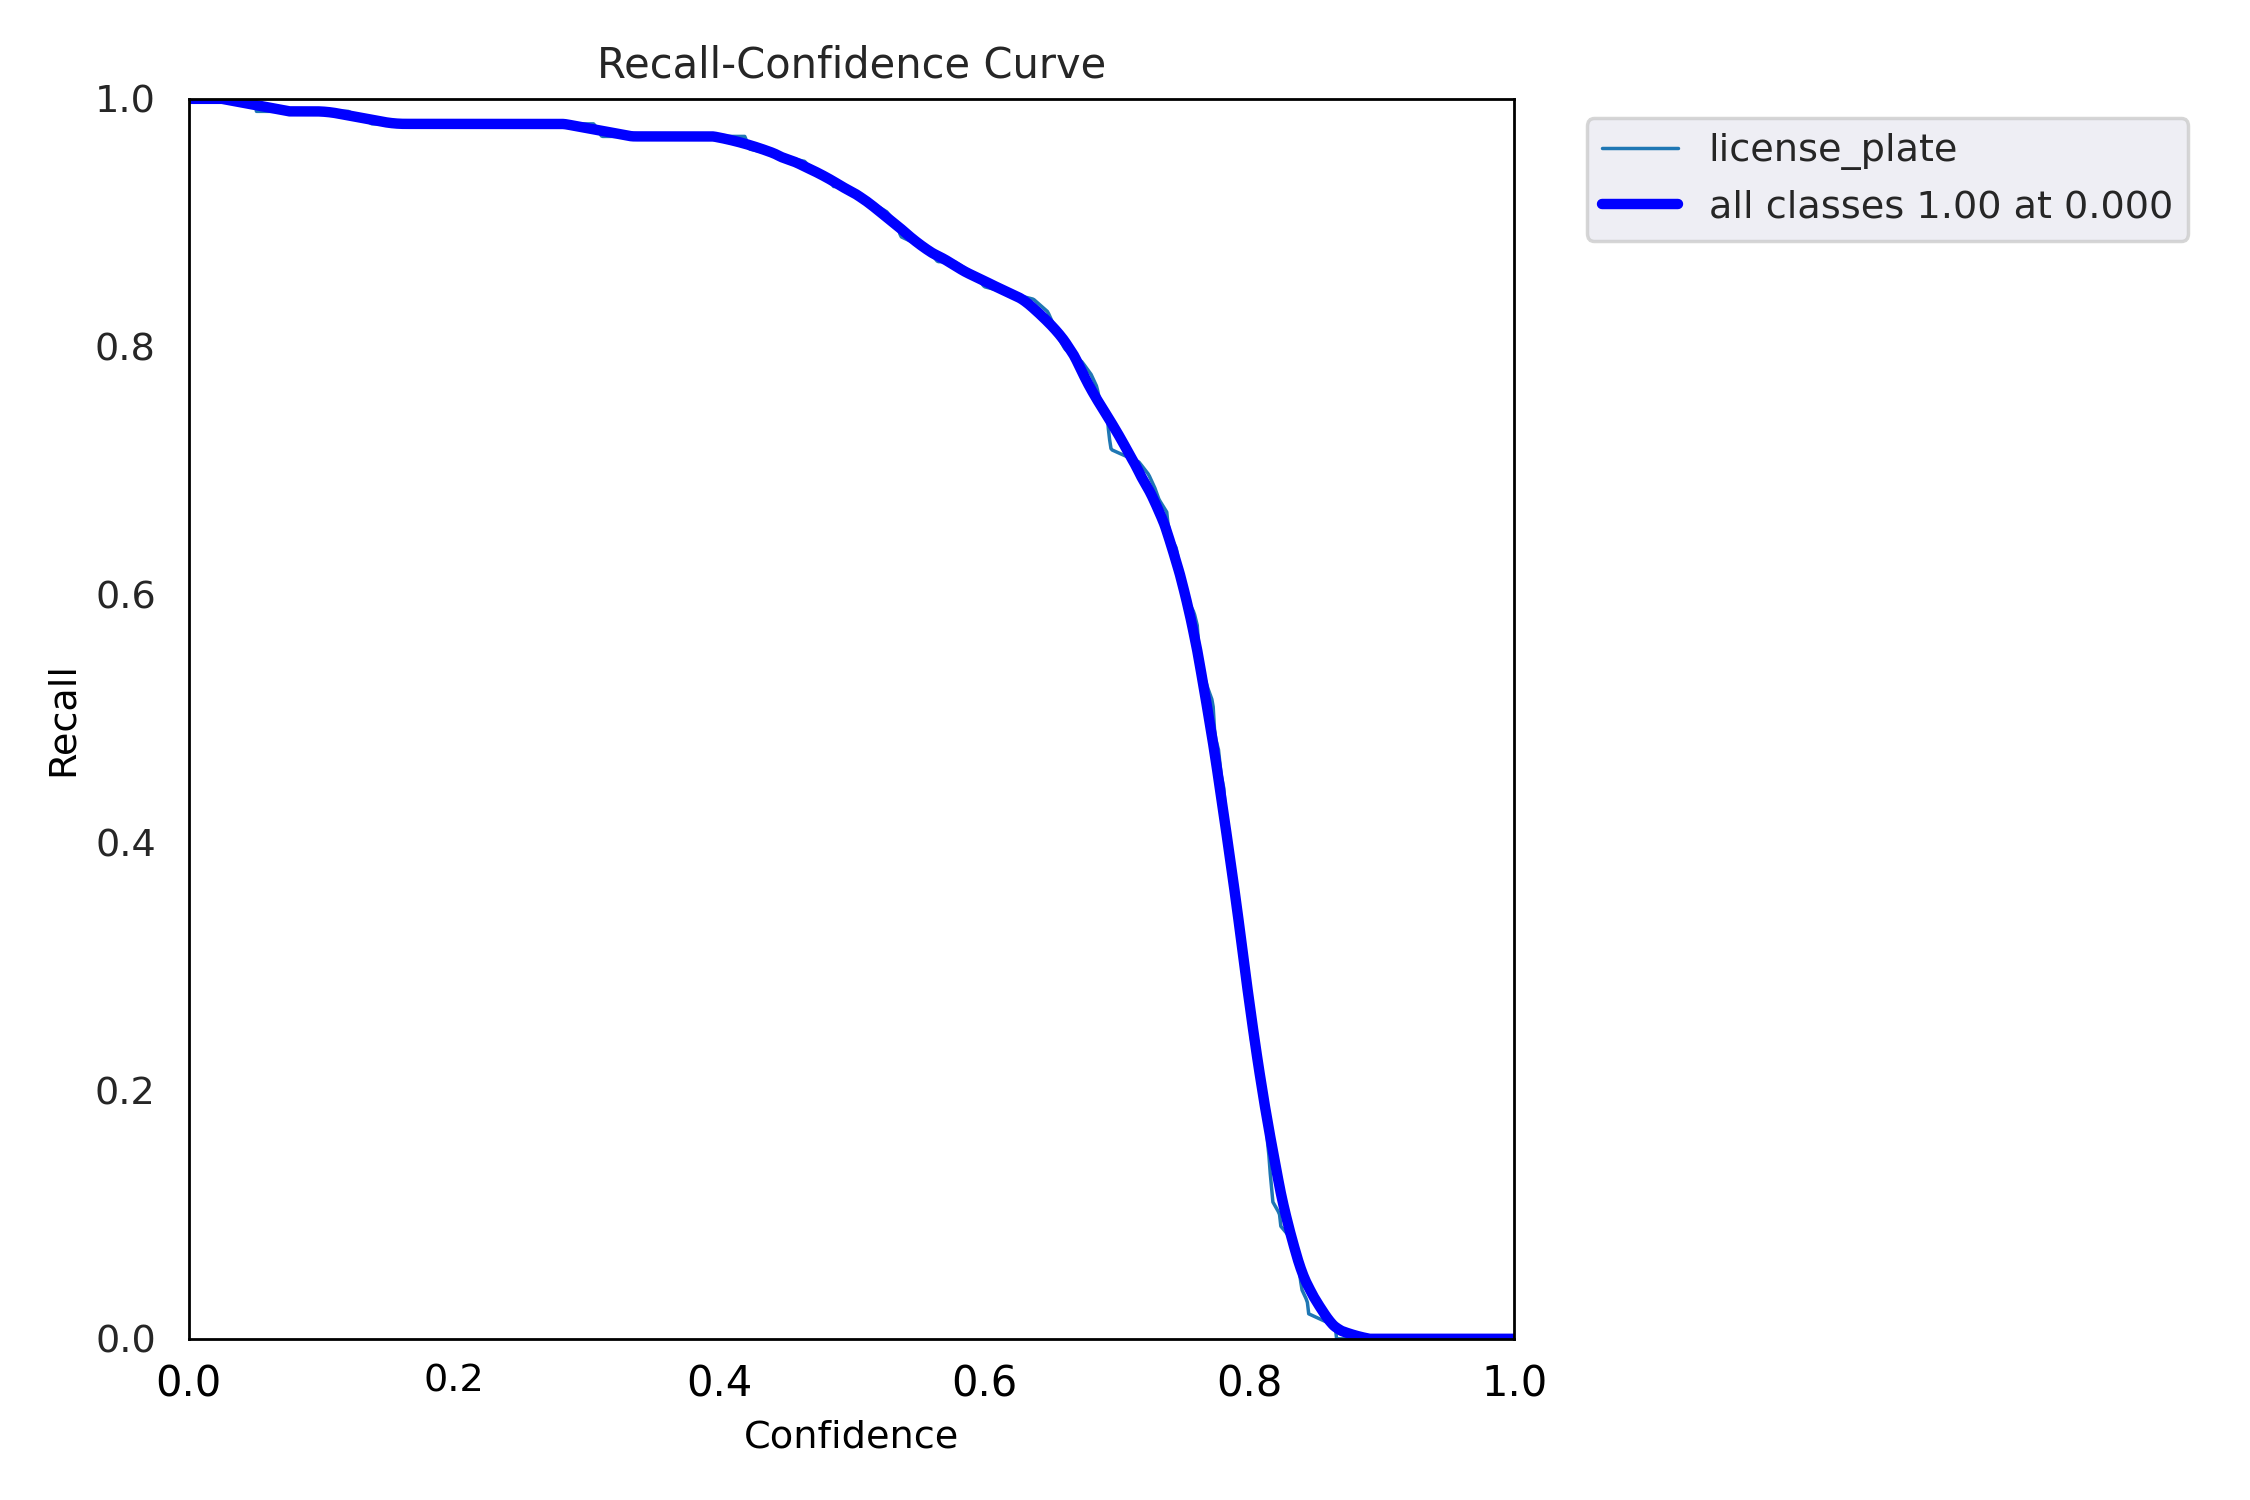 Recall-Confidence Curve
1.0
0.8
0.6
0.4
0.2
0.0
Recall
0.0 0.2 0.4 0.6 0.8 1.0
Confidence
license_plate
all classes 1.00 at 0.000